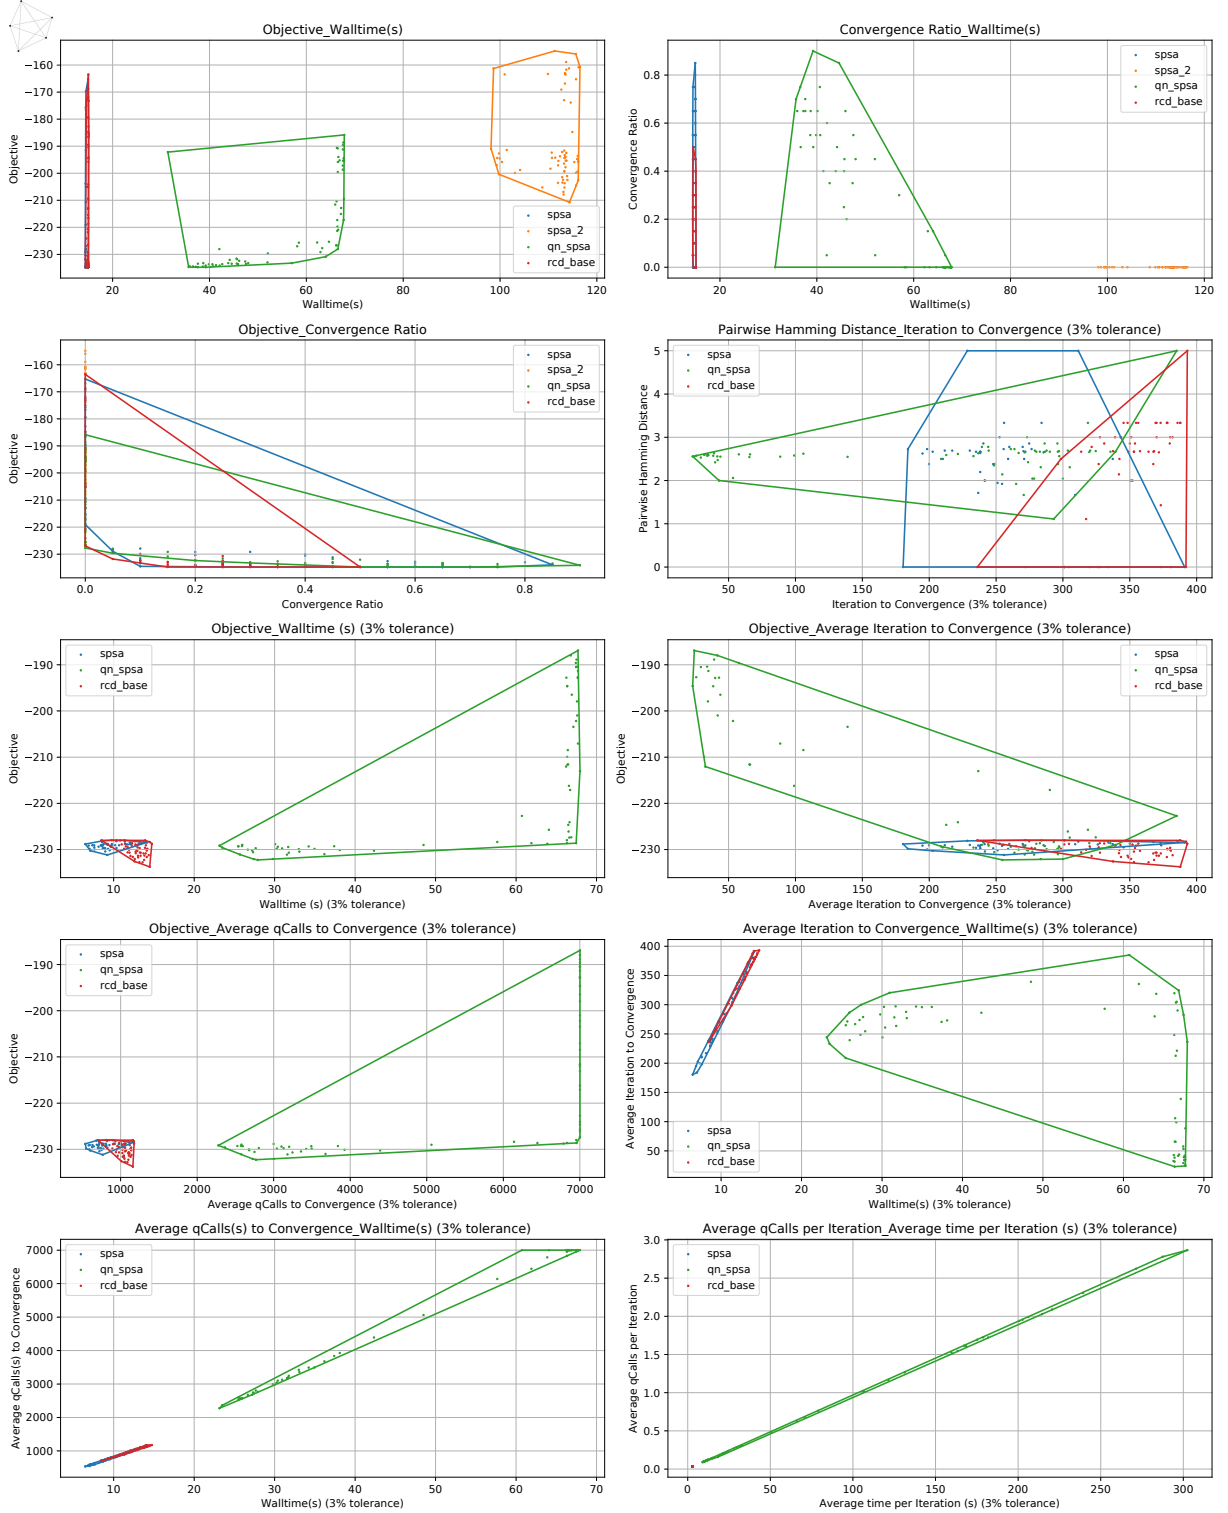 Objective_Walltime(s)
Objective
−160
−170
−180
−190
−200
−210
−220
−230
20
40
60
80
100
120
Walltime(s)
spsa
spsa_2
qn_spsa
rcd_base
Convergence Ratio_Walltime(s)
Convergence Ratio
0.8
0.6
0.4
0.2
0.0
20
40
60
80
100
120
Walltime(s)
spsa
spsa_2
qn_spsa
rcd_base
Objective_Convergence Ratio
Objective
−160
−170
−180
−190
−200
−210
−220
−230
0.0
0.2
0.4
0.6
0.8
Convergence Ratio
spsa
spsa_2
qn_spsa
rcd_base
Pairwise Hamming Distance_Iteration to Convergence (3% tolerance)
Pairwise Hamming Distance
5
4
3
2
1
0
50
100
150
200
250
300
350
400
Iteration to Convergence (3% tolerance)
spsa
qn_spsa
rcd_base
Objective_Walltime (s) (3% tolerance)
Objective
−190
−200
−210
−220
−230
10
20
30
40
50
60
70
Walltime (s) (3% tolerance)
spsa
qn_spsa
rcd_base
Objective_Average Iteration to Convergence (3% tolerance)
Objective
−190
−200
−210
−220
−230
50
100
150
200
250
300
350
400
Average Iteration to Convergence (3% tolerance)
spsa
qn_spsa
rcd_base
Objective_Average qCalls to Convergence (3% tolerance)
Objective
−190
−200
−210
−220
−230
1000
2000
3000
4000
5000
6000
7000
Average qCalls to Convergence (3% tolerance)
spsa
qn_spsa
rcd_base
Average Iteration to Convergence_Walltime(s) (3% tolerance)
Average Iteration to Convergence
400
350
300
250
200
150
100
50
10
20
30
40
50
60
70
Walltime(s) (3% tolerance)
spsa
qn_spsa
rcd_base
Average qCalls(s) to Convergence_Walltime(s) (3% tolerance)
Average qCalls(s) to Convergence
7000
6000
5000
4000
3000
2000
1000
10
20
30
40
50
60
70
Walltime(s) (3% tolerance)
spsa
qn_spsa
rcd_base
Average qCalls per Iteration_Average time per Iteration (s) (3% tolerance)
Average qCalls per Iteration
3.0
2.5
2.0
1.5
1.0
0.5
0.0
0
50
100
150
200
250
300
Average time per Iteration (s) (3% tolerance)
spsa
qn_spsa
rcd_base